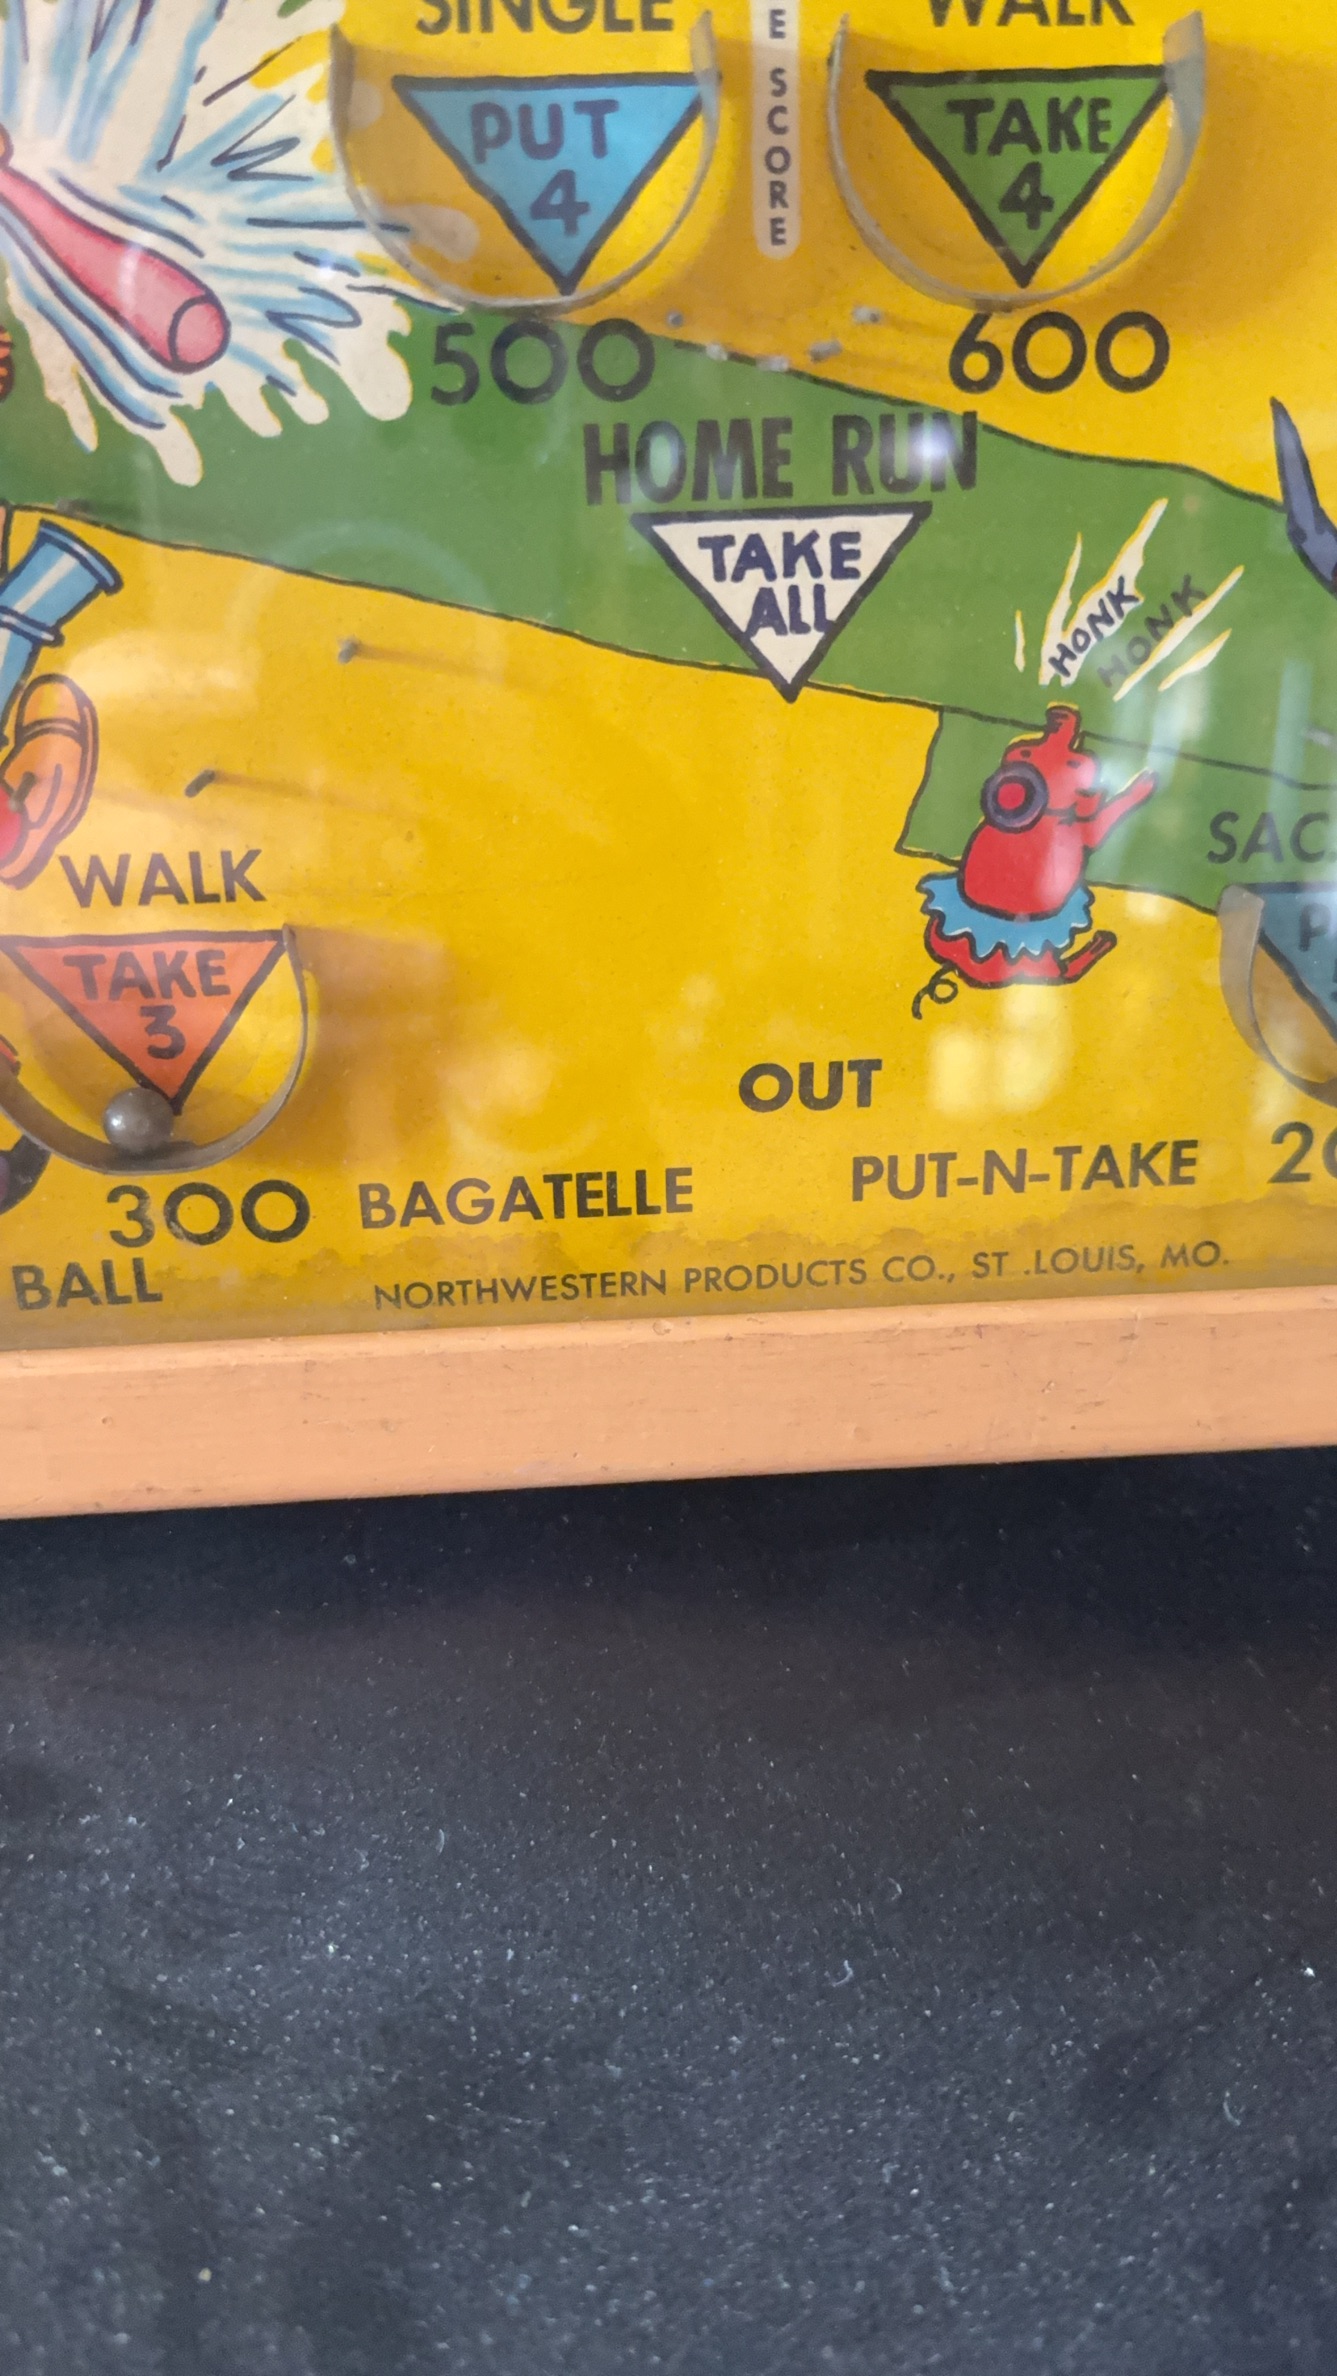 SINGLE
WALK
E SCORE
PUT
4
TAKE
4
500
600
HOME RUN
TAKE
ALL
HONK
HONK
SAC
WALK
TAKE
3
OUT
300
BAGATELLE
PUT-N-TAKE
BALL
NORTHWESTERN PRODUCTS CO., ST .LOUIS, MO.